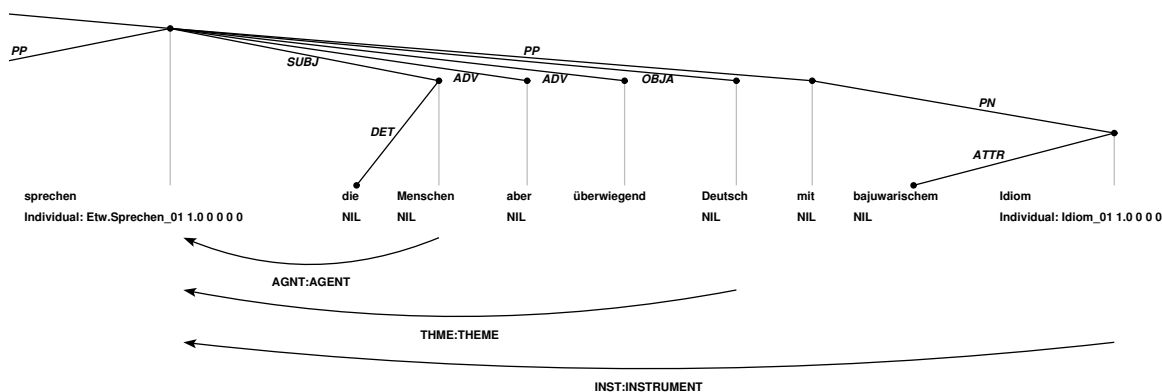 PP
PP
SUBJ
ADV
ADV
OBJA
PN
DET
ATTR
sprechen die Menschen aber überwiegend Deutsch mit bajuwarischem Idiom
Individual: Etw.Sprechen_01 1.0 0 0 0 0 NIL NIL NIL NIL NIL NIL Individual: Idiom_01 1.0 0 0 0
AGNT:AGENT
THME:THEME
INST:INSTRUMENT